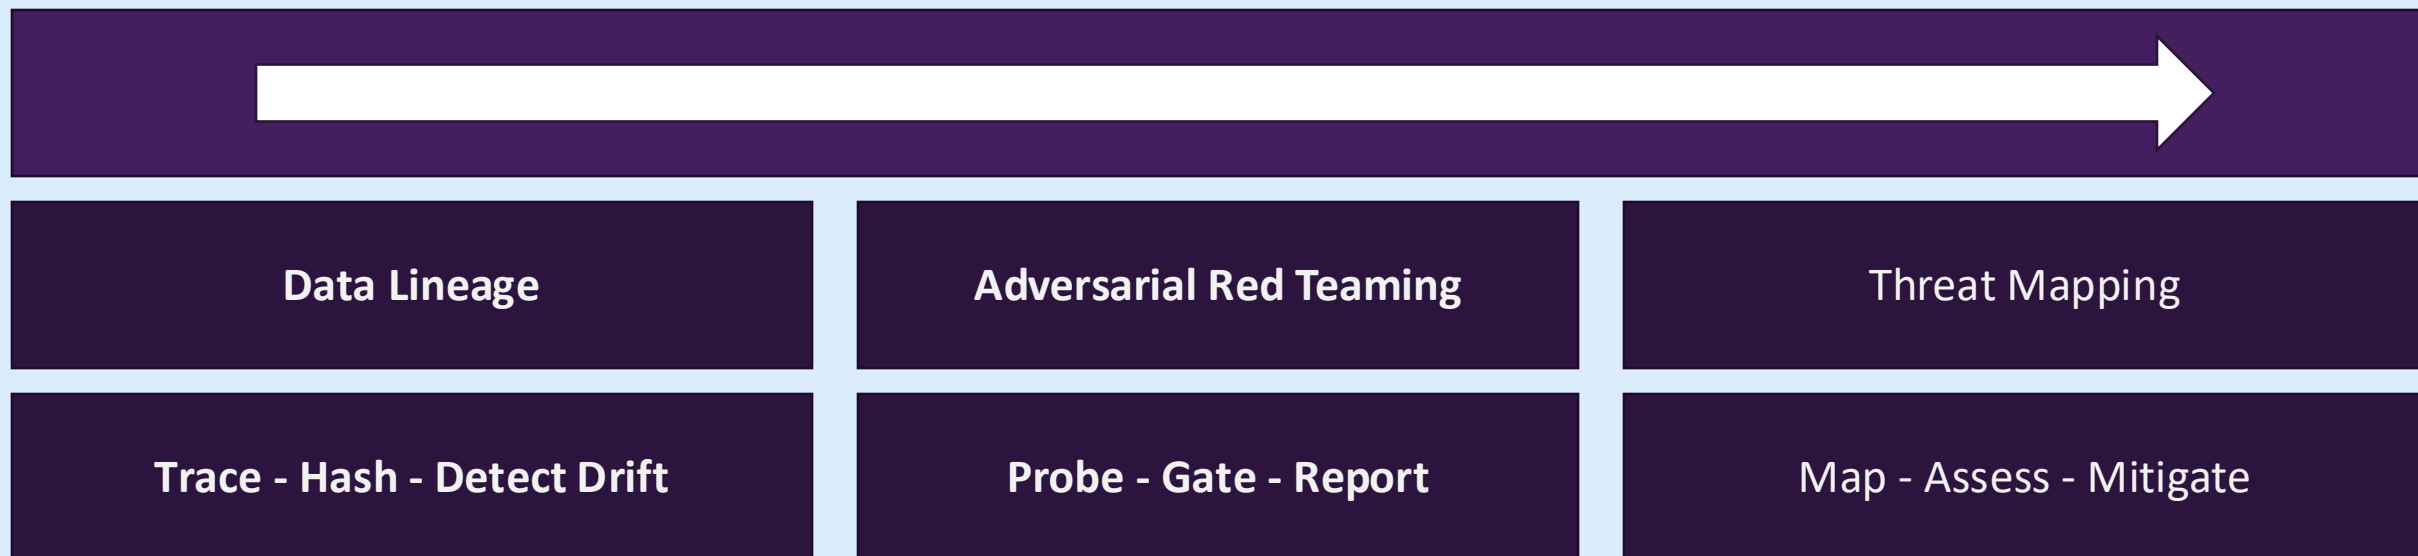 Data Lineage
Adversarial Red Teaming
Threat Mapping
Trace - Hash - Detect Drift
Probe - Gate - Report
Map - Assess - Mitigate